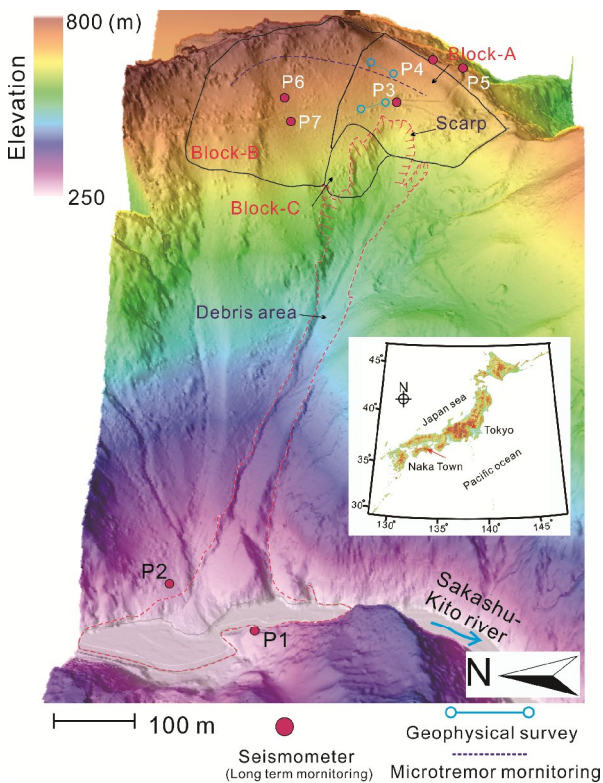 800 (m)
Elevation
250
Block-A
P4
P5
P6
P3
P7
Scarp
Block-B
Block-C
Debris area
45°
N
Japan sea
40°
Tokyo
35°
Naka Town
Pacific ocean
30°
130°
135°
140°
145°
P2
P1
Sakashu-
Kito river
N
100 m
Seismometer
(Long term mornitoring)
Geophysical survey
Microtremor mornitoring